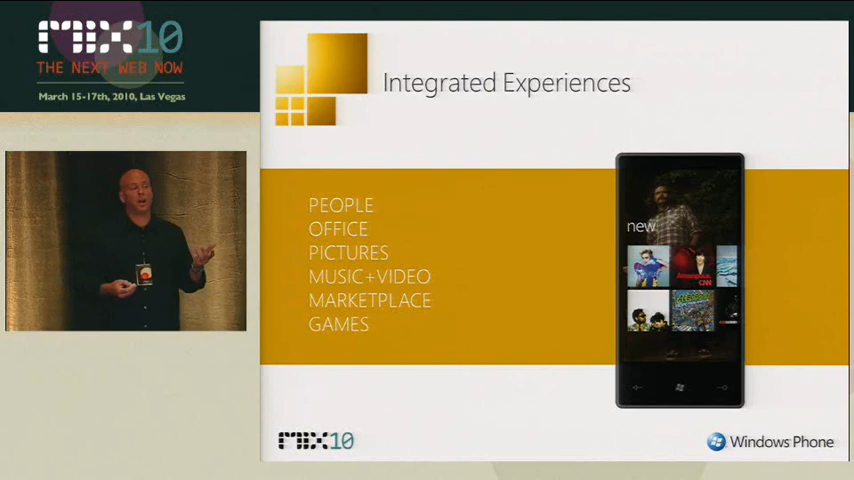 MIX10
THE NEXT WEB NOW
March 15-17th, 2010, Las Vegas
Integrated Experiences
PEOPLE
OFFICE
PICTURES
MUSIC+VIDEO
MARKETPLACE
GAMES
new
CNN
MIX10
Windows Phone